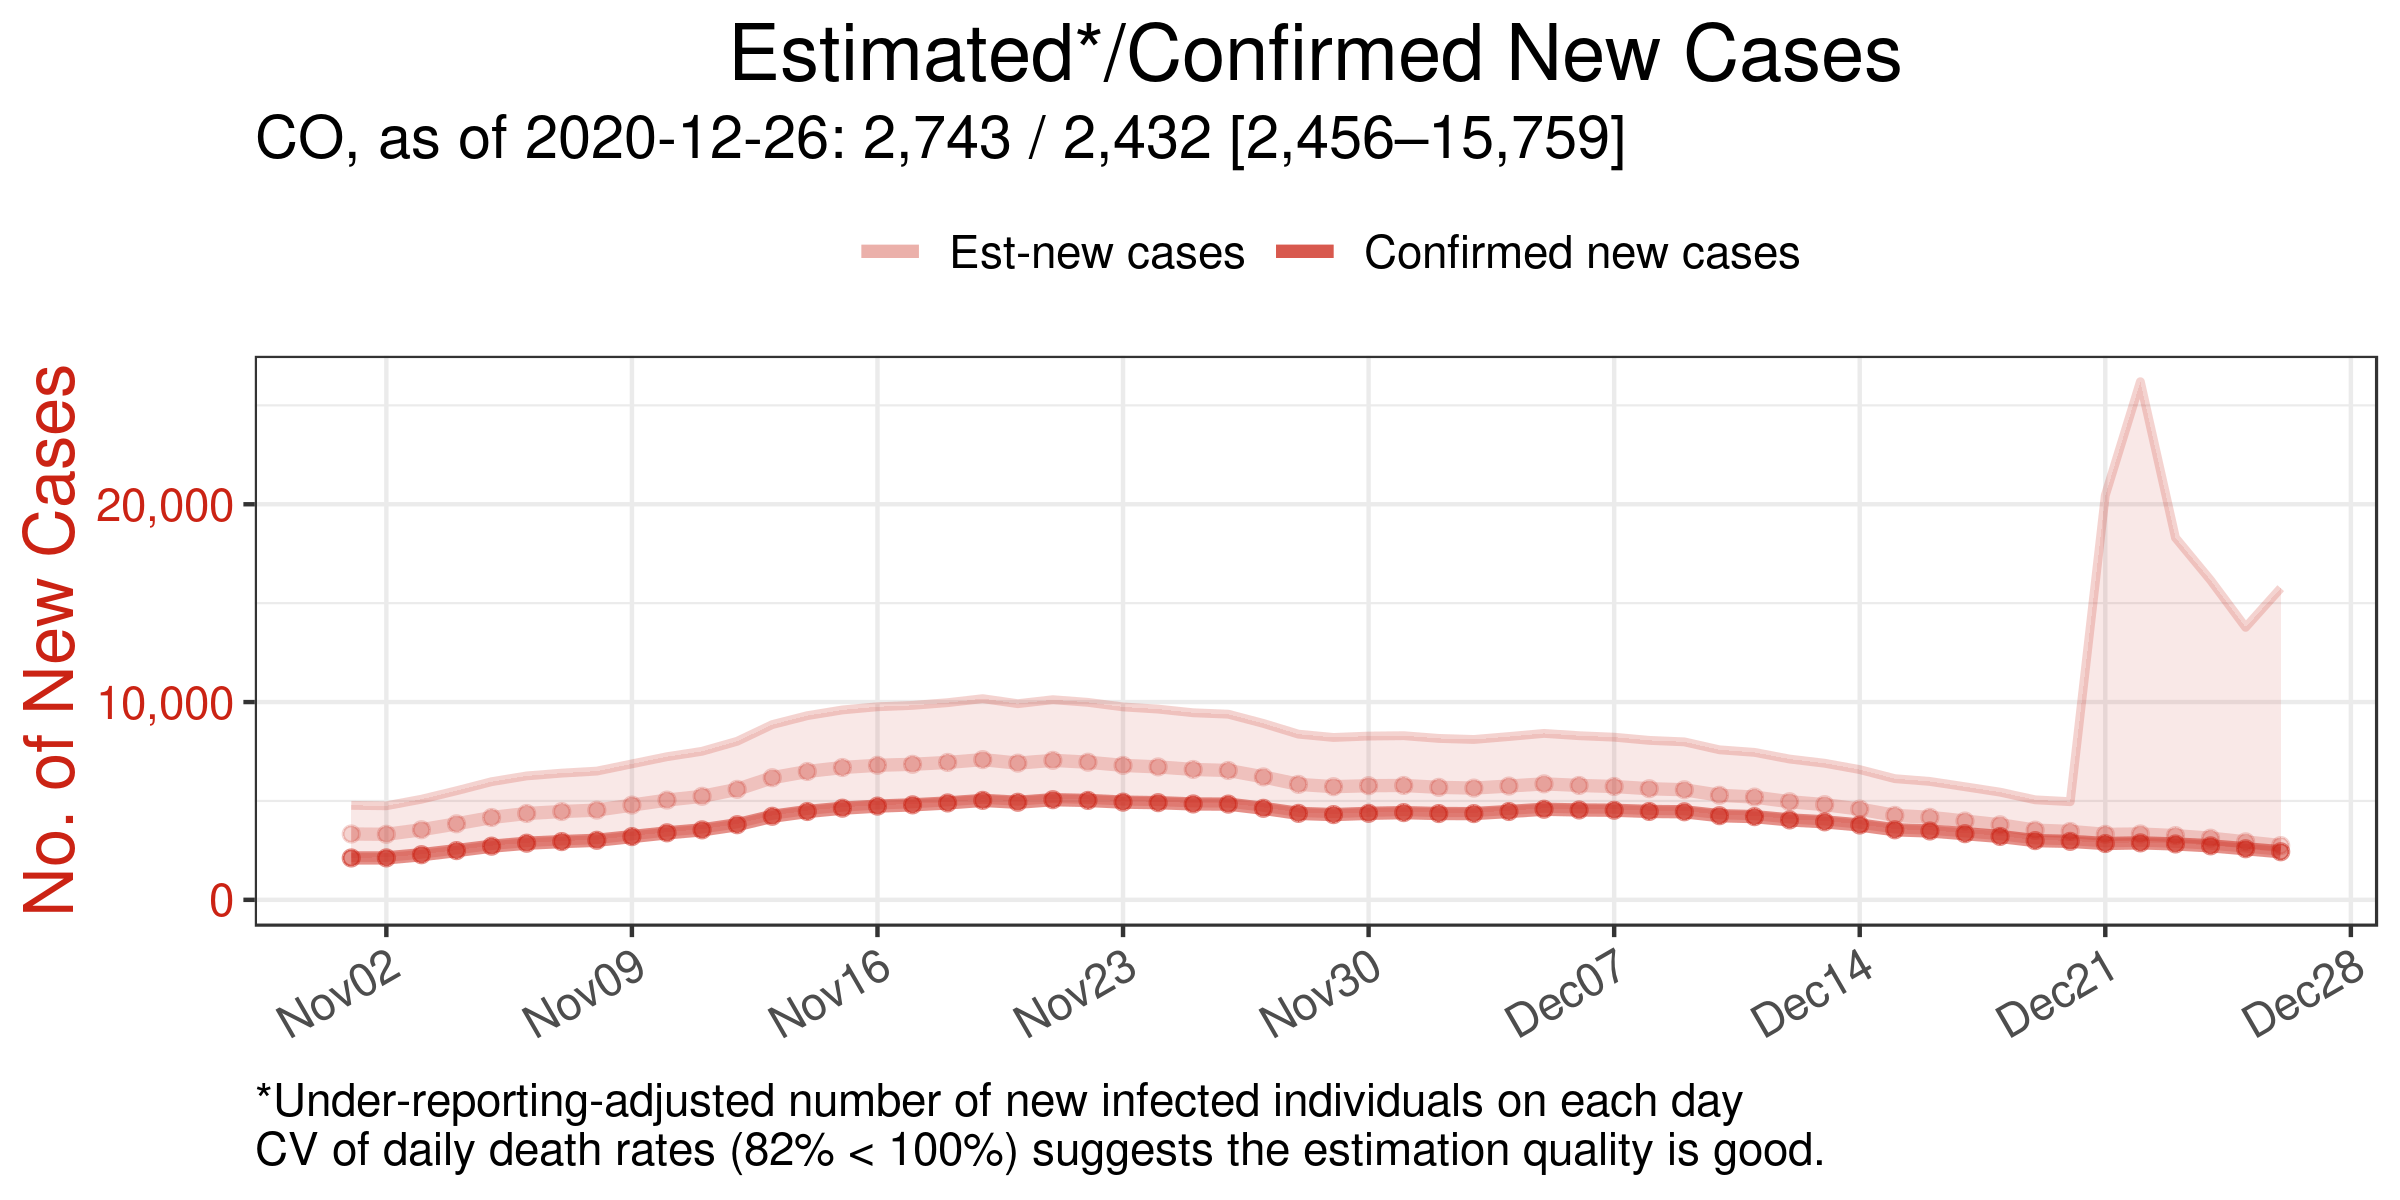 Estimated*/Confirmed New Cases
CO, as of 2020-12-26: 2,743 / 2,432 [2,456–15,759]
Est-new cases
Confirmed new cases
No. of New Cases
20,000
10,000
0
Nov02
Nov09
Nov16
Nov23
Nov30
Dec07
Dec14
Dec21
Dec28
*Under-reporting-adjusted number of new infected individuals on each day
CV of daily death rates (82% < 100%) suggests the estimation quality is good.